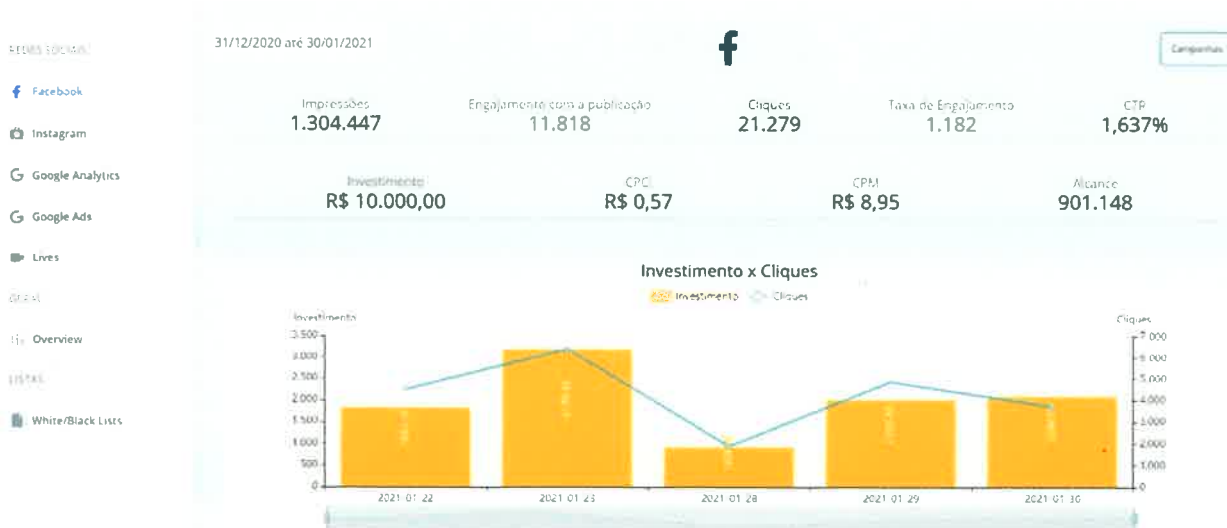 31/12/2020 até 30/01/2021
Campanhas
REDES SOCIAIS
Facebook
Instagram
Google Analytics
Google Ads
Lives
GERAL
Overview
LISTAS
White/Black Lists
Impressões
1.304.447
Engajamento com a publicação
11.818
Cliques
21.279
Taxa de Engajamento
1.182
CTR
1,637%
Investimento
R$ 10.000,00
CPC
R$ 0,57
CPM
R$ 8,95
Alcance
901.148
Investimento x Cliques
Investimento Cliques
Investimento
3.500
3.000
2.500
2.000
1.500
1.000
500
0
Cliques
7.000
6.000
5.000
4.000
3.000
2.000
1.000
0
2021-01-22
2021-01-23
2021-01-28
2021-01-29
2021-01-30